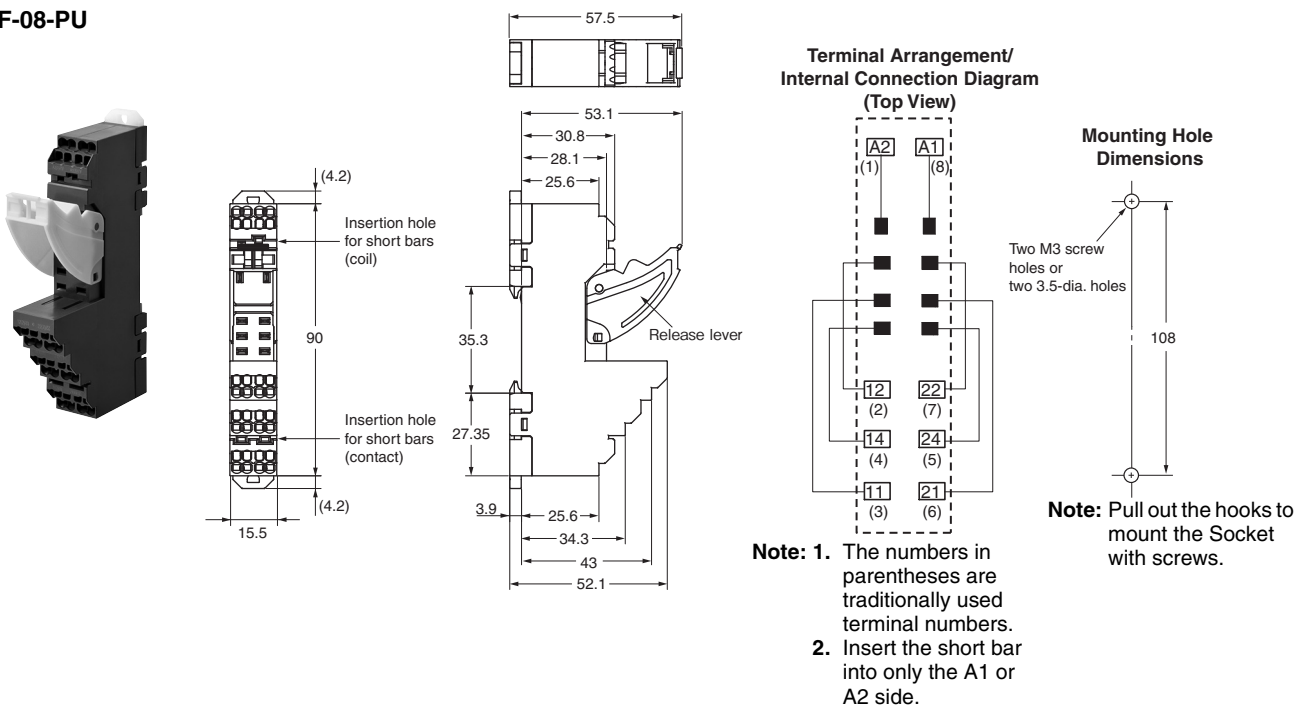 F-08-PU
57.5
53.1
30.8
28.1
25.6
(4.2)
Insertion hole
for short bars
(coil)
90
Insertion hole
for short bars
(contact)
(4.2)
15.5
35.3
27.35
Release lever
3.9
25.6
34.3
43
52.1
Terminal Arrangement/
Internal Connection Diagram
(Top View)
A2 A1
(1) (8)
12 22
(2) (7)
14 24
(4) (5)
11 21
(3) (6)
Note: 1. The numbers in
parentheses are
traditionally used
terminal numbers.
2. Insert the short bar
into only the A1 or
A2 side.
Mounting Hole
Dimensions
Two M3 screw
holes or
two 3.5-dia. holes
108
Note: Pull out the hooks to
mount the Socket
with screws.